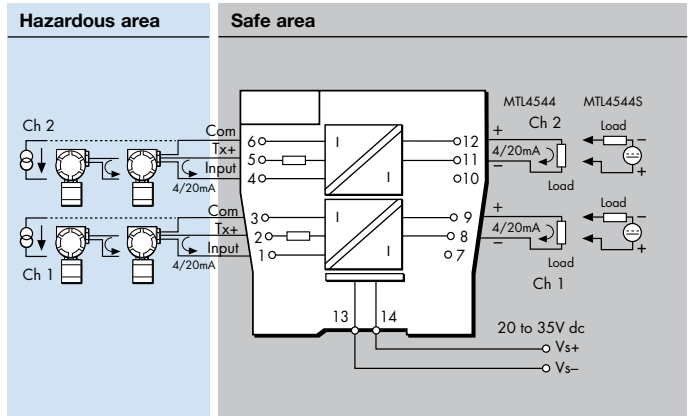 Hazardous area
Safe area
MTL4544
MTL4544S
Ch 2
Com
Tx+
Input
4/20mA
6
5
4
I
I
12
11
10
+
4/20mA
–
Ch 2
Load
Load
–
+
Ch 1
Com
Tx+
Input
4/20mA
3
2
1
I
I
9
8
7
+
4/20mA
–
Load
Ch 1
Load
–
+
13
14
20 to 35V dc
Vs+
Vs–